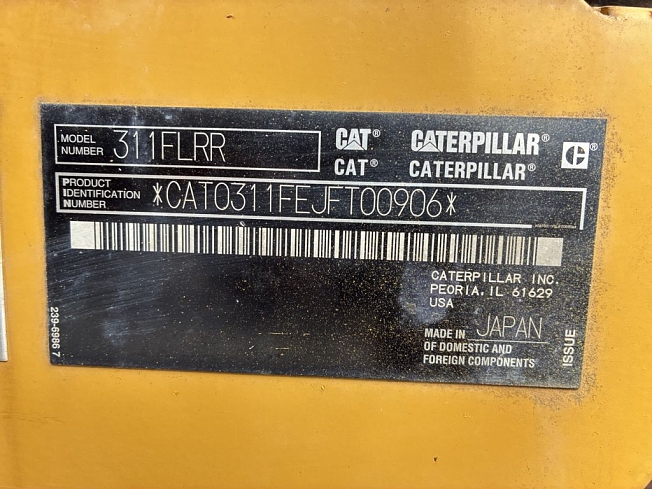 MODEL NUMBER 311FLRR
CAT® CATERPILLAR®
CAT® CATERPILLAR®
PRODUCT IDENTIFICATION NUMBER *CAT0311FEJFT00906*
CATERPILLAR INC.
PEORIA, IL 61629
USA
MADE IN JAPAN
OF DOMESTIC AND
FOREIGN COMPONENTS
ISSUE
239-6986 7